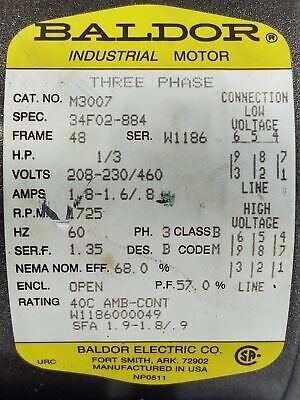 BALDOR ®
INDUSTRIAL MOTOR
THREE PHASE
CAT. NO. M3007
SPEC. 34F02-884
FRAME 48 SER. W1186
H.P. 1/3
VOLTS 208-230/460
AMPS 1.8-1.6/.8
R.P.M. 1725
HZ 60 PH 3 CLASS B
SER.F. 1.35 DES. B CODE M
NEMA NOM. EFF. 68.0 %
P.F. 57.0 %
ENCL. OPEN
RATING 40C AMB-CONT
W1186000049
SFA 1.9-1.8/.9
CONNECTION
LOW
VOLTAGE
6 5 4
9 8 7
3 2 1
LINE
HIGH
VOLTAGE
6 5 4
9 8 7
3 2 1
LINE
BALDOR ELECTRIC CO.
FORT SMITH, ARK. 72902
MANUFACTURED IN USA
URC
NP0511
SA